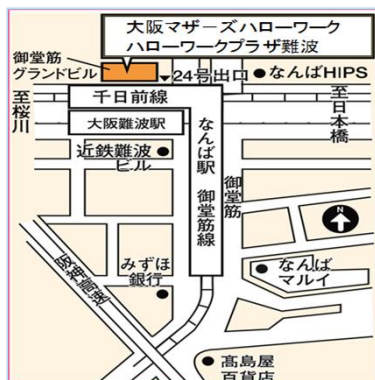 大阪マザーズハローワーク
ハローワークプラザ難波
御堂筋
グランドビル
24号出口
なんばHIPS
至桜川
千日前線
至日本橋
大阪難波駅
なんば駅 御堂筋線
御堂筋
近鉄難波
ビル
N
みずほ
銀行
なんば
マルイ
阪神高速
髙島屋
百貨店